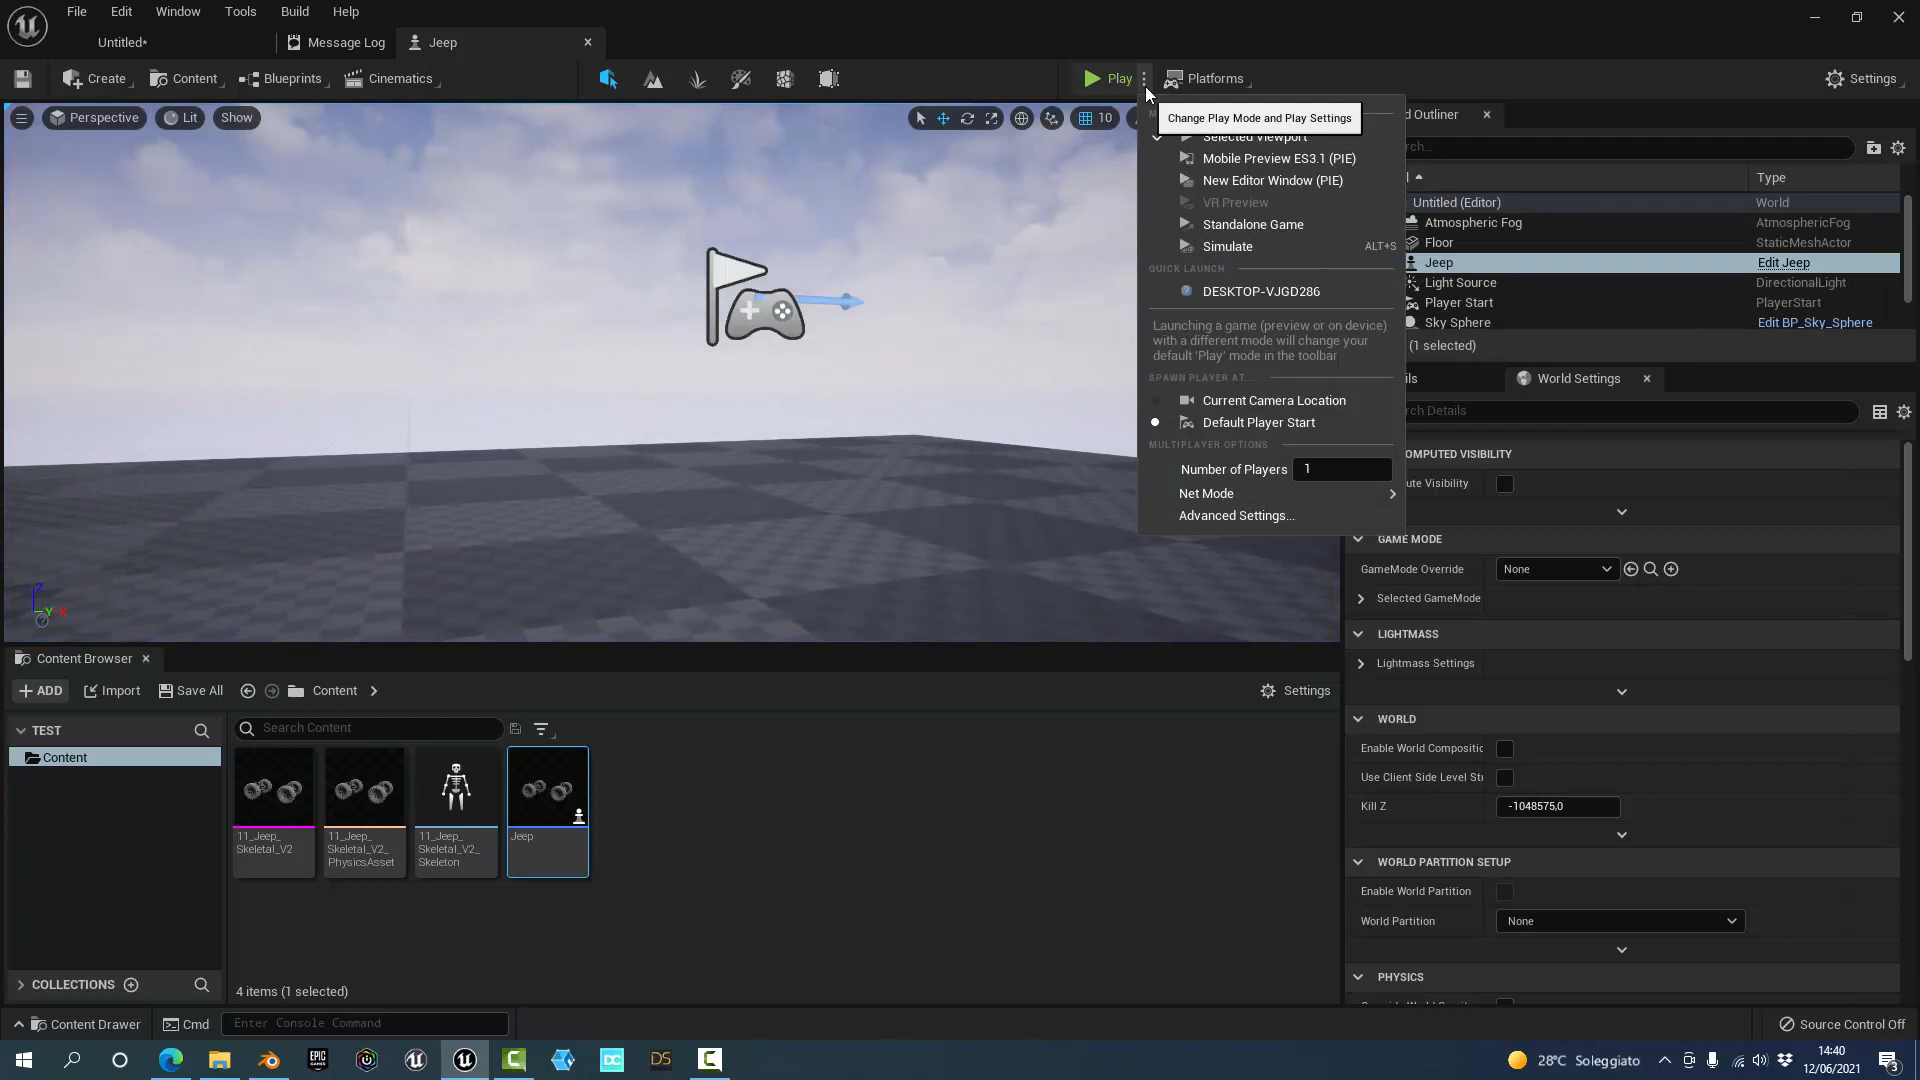 File Edit Window Tools Build Help
Untitled* Message Log Jeep
Create Content Blueprints Cinematics Play Platforms Settings
Perspective Lit Show 10
Change Play Mode and Play Settings
Selected Viewport
Mobile Preview ES3.1 (PIE)
New Editor Window (PIE)
VR Preview
Standalone Game
Simulate ALT+S
QUICK LAUNCH
DESKTOP-VJGD286
Launching a game (preview or on device)
with a different mode will change your
default 'Play' mode in the toolbar
SPAWN PLAYER AT...
Current Camera Location
Default Player Start
MULTIPLAYER OPTIONS
Number of Players 1
Net Mode
Advanced Settings...
d Outliner
rch...
l Type
Untitled (Editor) World
Atmospheric Fog AtmosphericFog
Floor StaticMeshActor
Jeep Edit Jeep
Light Source DirectionalLight
Player Start PlayerStart
Sky Sphere Edit BP_Sky_Sphere
(1 selected)
ils World Settings
rch Details
OMPUTED VISIBILITY
ute Visibility
GAME MODE
GameMode Override None
Selected GameMode
LIGHTMASS
Lightmass Settings
WORLD
Enable World Compositic
Use Client Side Level Str
Kill Z -1048575,0
WORLD PARTITION SETUP
Enable World Partition
World Partition None
PHYSICS
Content Browser
ADD Import Save All Content Settings
TEST
Search Content
Content
11_Jeep_
Skeletal_V2
11_Jeep_
Skeletal_V2_
PhysicsAsset
11_Jeep_
Skeletal_V2_
Skeleton
Jeep
COLLECTIONS
4 items (1 selected)
Content Drawer Cmd Enter Console Command Source Control Off
EPIC GAMES
DC
DS
28°C Soleggiato
14:40
12/06/2021
3
Y X
Z